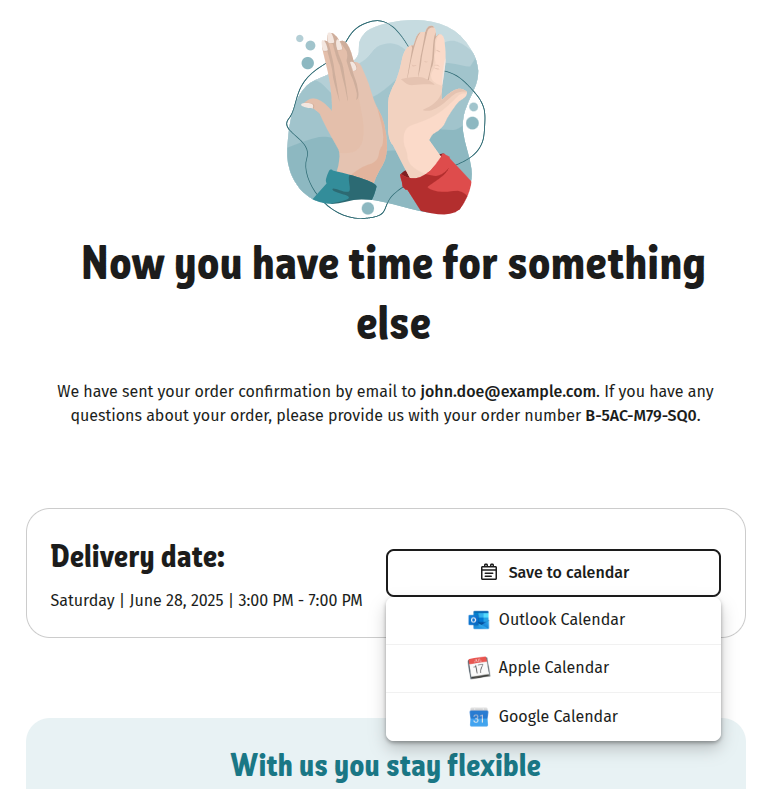 Now you have time for something
else
We have sent your order confirmation by email to john.doe@example.com. If you have any
questions about your order, please provide us with your order number B-5AC-M79-SQ0.
Delivery date:
Saturday | June 28, 2025 | 3:00 PM - 7:00 PM
Save to calendar
Outlook Calendar
17
Apple Calendar
31
Google Calendar
With us you stay flexible